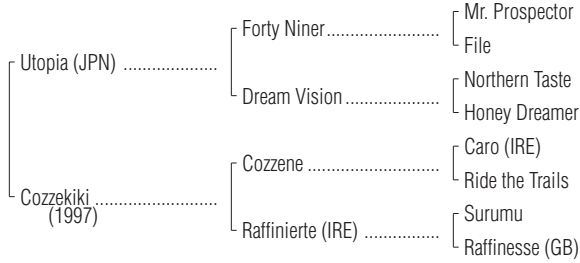 Mr. Prospector
Forty Niner..........................
File
Utopia (JPN) ....................
Northern Taste
Dream Vision......................
Honey Dreamer
Caro (IRE)
Cozzene ..............................
Ride the Trails
Cozzekiki ..........................
(1997)
Surumu
Raffinierte (IRE) .................
Raffinesse (GB)